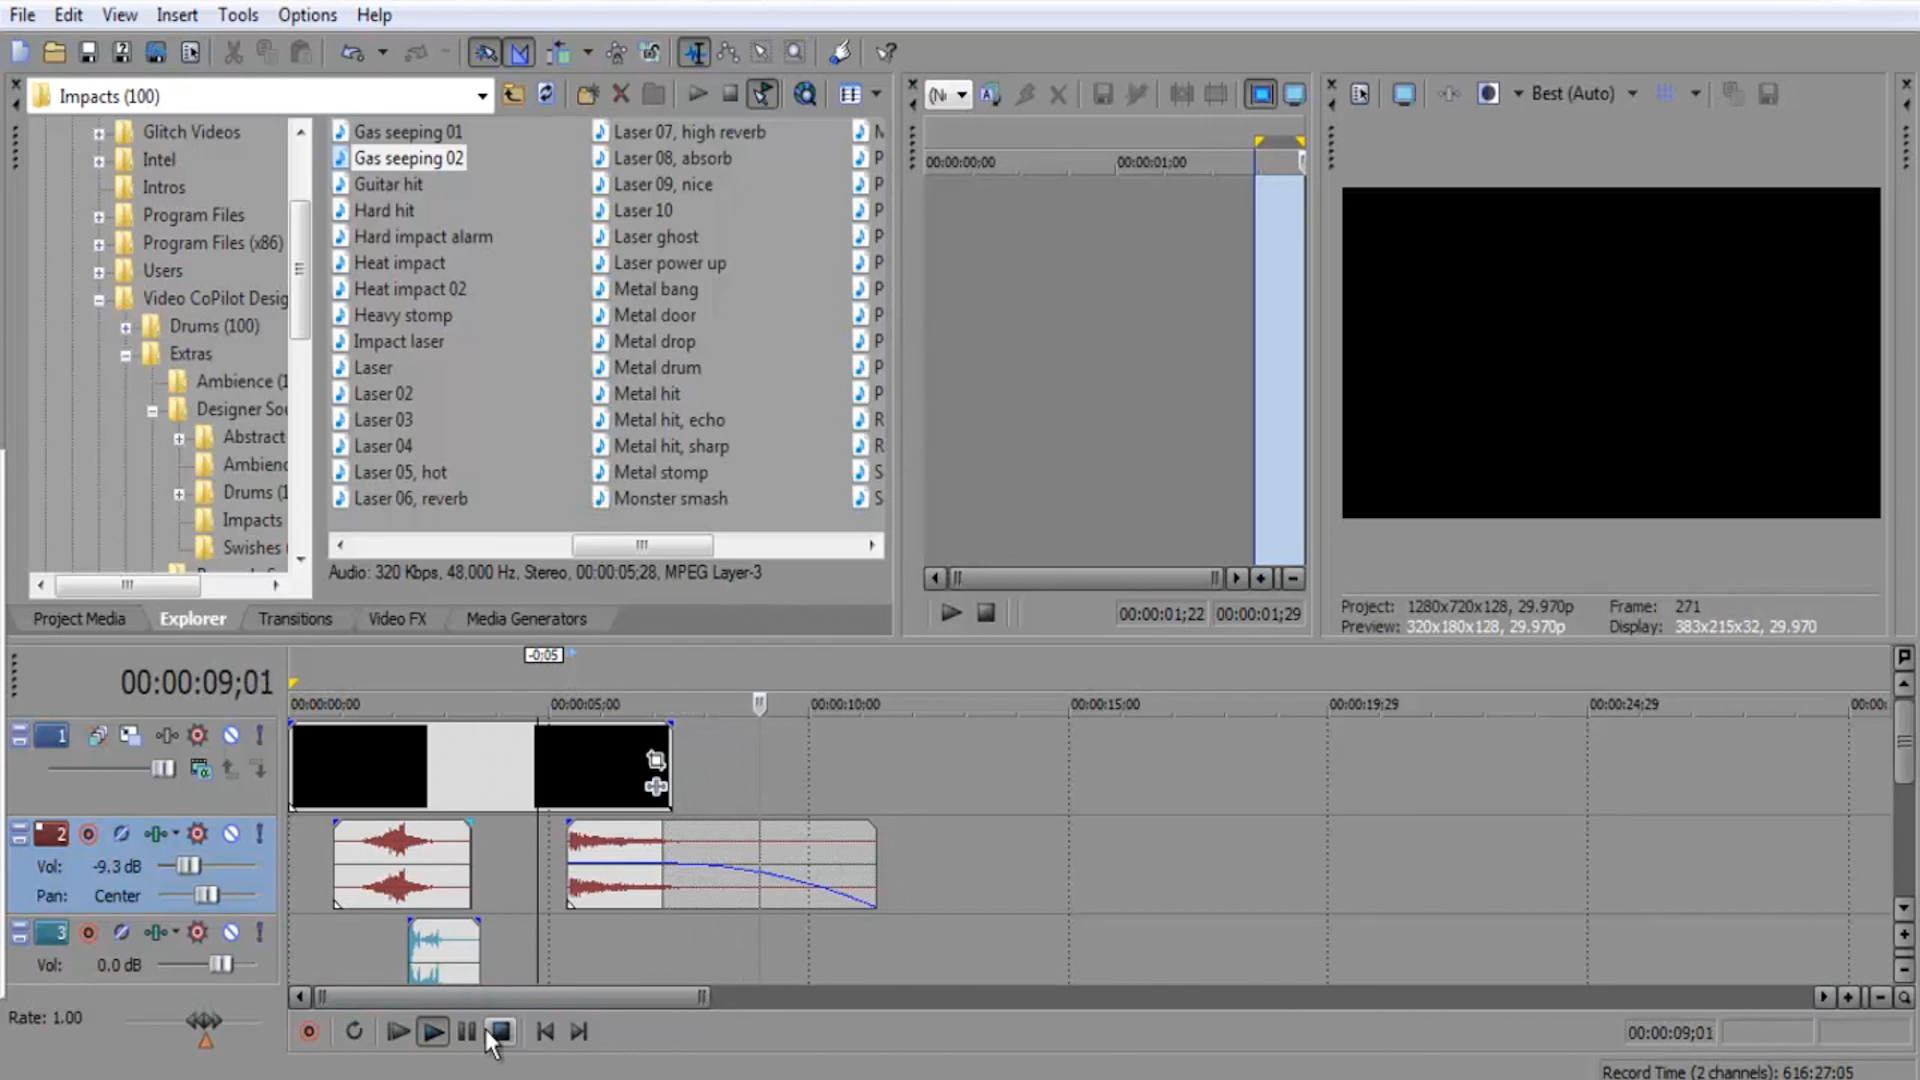 File Edit View Insert Tools Options Help
Impacts (100)
Glitch Videos
Intel
Intros
Program Files
Program Files (x86)
Users
Video CoPilot Desig
Drums (100)
Extras
Ambience (1
Designer Sou
Abstract
Ambienc
Drums (1
Impacts
Swishes (
Gas seeping 01
Gas seeping 02
Guitar hit
Hard hit
Hard impact alarm
Heat impact
Heat impact 02
Heavy stomp
Impact laser
Laser
Laser 02
Laser 03
Laser 04
Laser 05, hot
Laser 06, reverb
Laser 07, high reverb
Laser 08, absorb
Laser 09, nice
Laser 10
Laser ghost
Laser power up
Metal bang
Metal door
Metal drop
Metal drum
Metal hit
Metal hit, echo
Metal hit, sharp
Metal stomp
Monster smash
M
P
P
P
P
P
P
P
P
P
P
R
R
S
S
Audio: 320 Kbps, 48,000 Hz, Stereo, 00:00:05;28, MPEG Layer-3
Project Media Explorer Transitions Video FX Media Generators
(N
00:00:00;00 00:00:01;00
00:00:01;22 00:00:01;29
Best (Auto)
Project: 1280x720x128, 29.970p Frame: 271
Preview: 320x180x128, 29.970p Display: 383x215x32, 29.970
00:00:09;01
-0;05
00:00:00;00 00:00:05;00 00:00:10;00 00:00:15;00 00:00:19;29 00:00:24;29 00:00:
1
2
Vol: -9.3 dB
Pan: Center
3
Vol: 0.0 dB
Rate: 1.00
00:00:09;01
Record Time (2 channels): 616:27:05